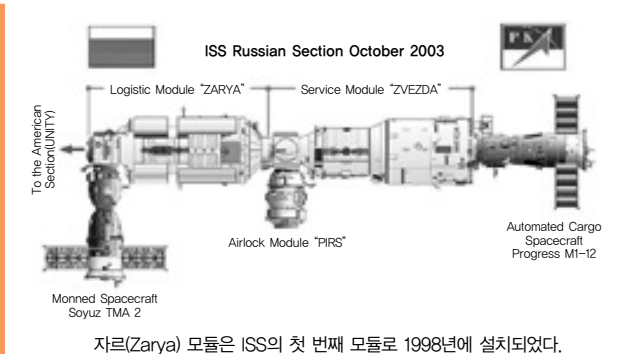 ISS Russian Section October 2003
Logistic Module "ZARYA"
Service Module "ZVEZDA"
To the American
Section(UNITY)
Airlock Module "PIRS"
Automated Cargo
Spacecraft
Progress M1-12
Monned Spacecraft
Soyuz TMA 2
자르(Zarya) 모듈은 ISS의 첫 번째 모듈로 1998년에 설치되었다.